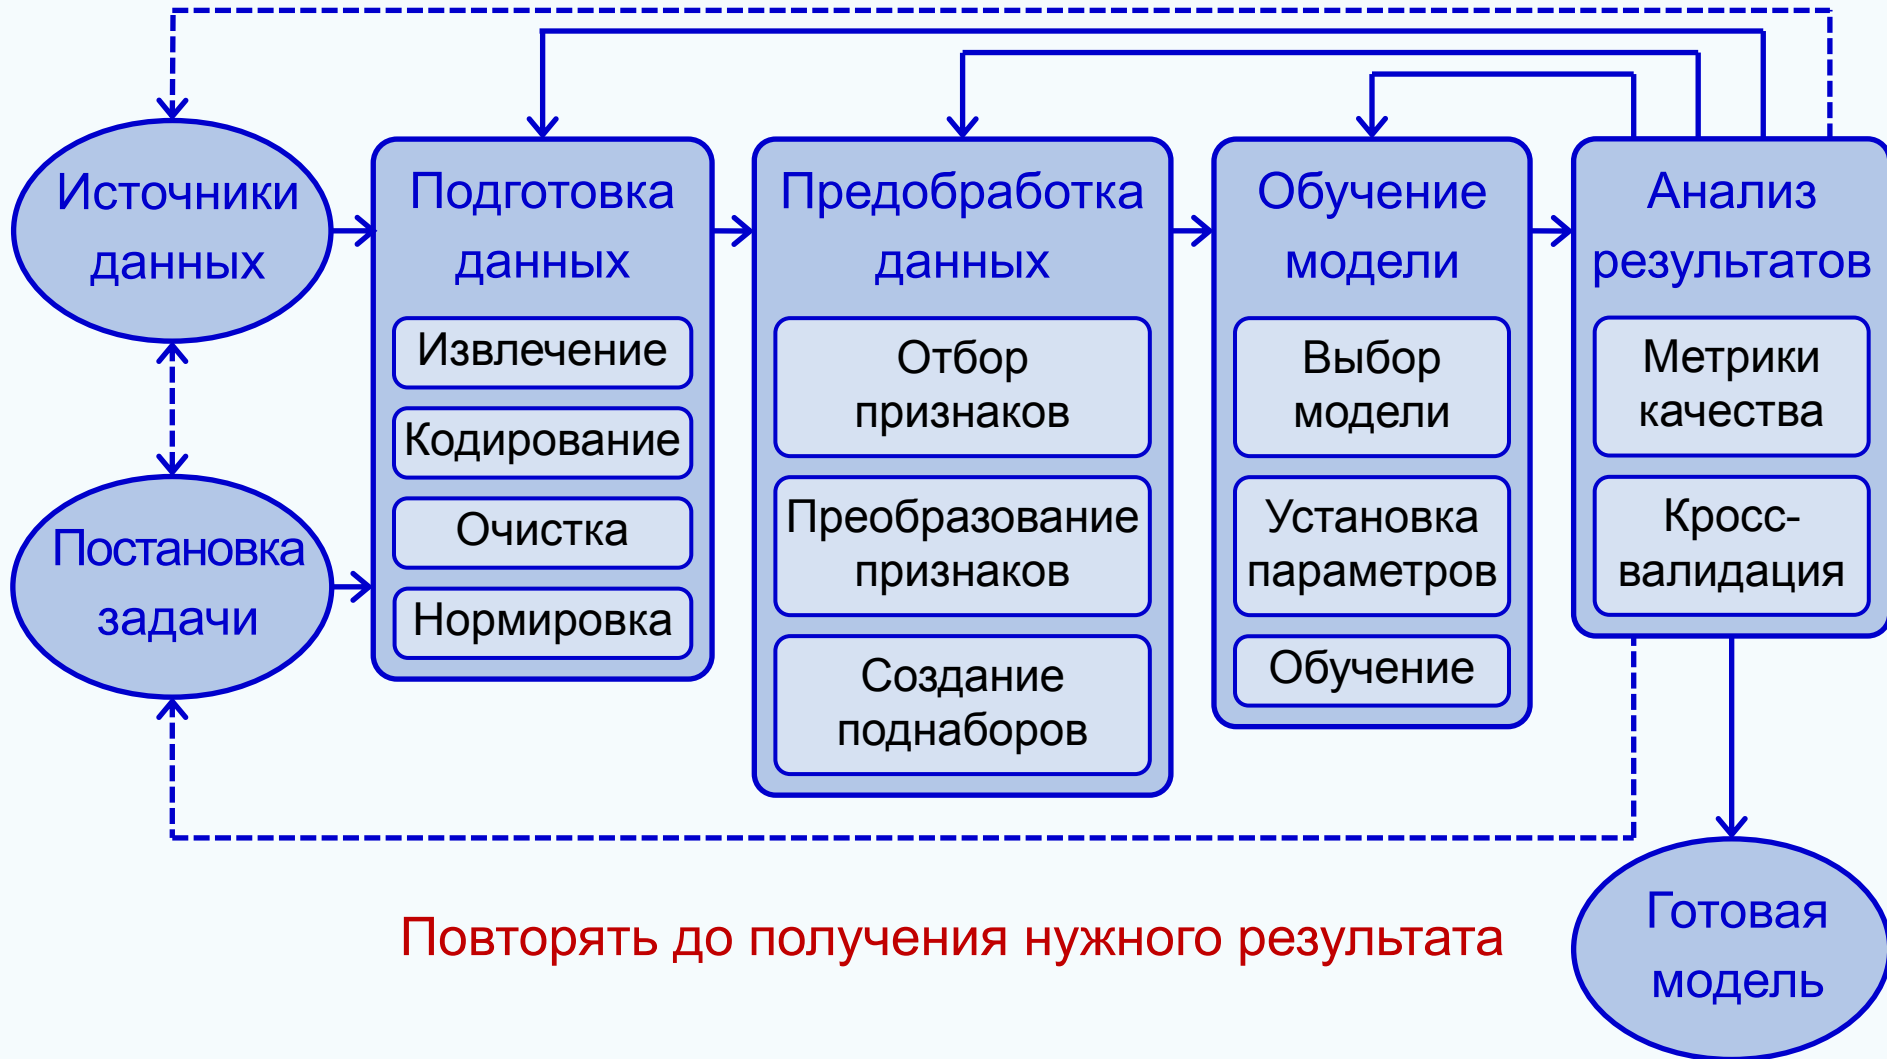 Источники
данных
Постановка
задачи
Подготовка
данных
Извлечение
Кодирование
Очистка
Нормировка
Предобработка
данных
Отбор
признаков
Преобразование
признаков
Создание
поднаборов
Обучение
модели
Выбор
модели
Установка
параметров
Обучение
Анализ
результатов
Метрики
качества
Кросс-
валидация
Готовая
модель
Повторять до получения нужного результата